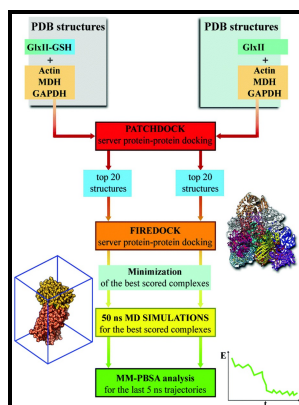 PDB structures
GlxII-GSH
+
Actin
MDH
GAPDH
PDB structures
GlxII
+
Actin
MDH
GAPDH
PATCHDOCK
server protein-protein docking
top 20
structures
top 20
structures
FIREDOCK
server protein-protein docking
Minimization
of the best scored complexes
50 ns MD SIMULATIONS
for the best scored complexes
MM-PBSA analysis
for the last 5 ns trajectories
E
t